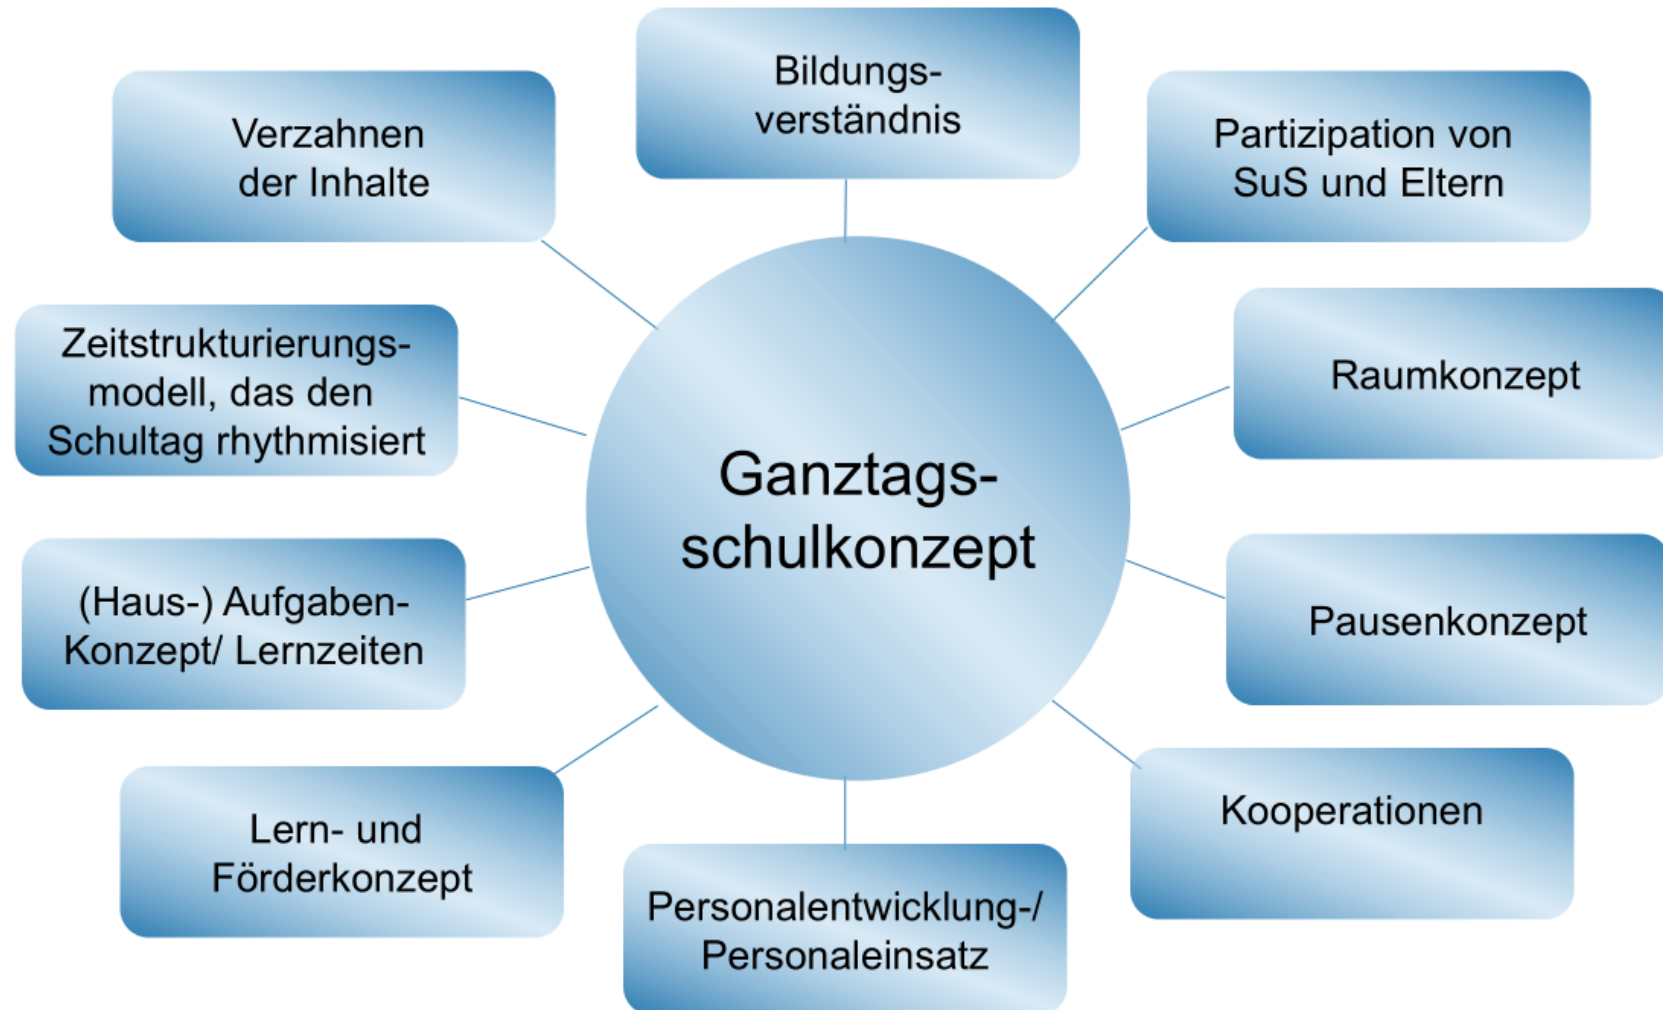 Bildungs-
verständnis
Verzahnen
der Inhalte
Partizipation von
SuS und Eltern
Zeitstrukturierungs-
modell, das den
Schultag rhythmisiert
Raumkonzept
Ganztags-
schulkonzept
(Haus-) Aufgaben-
Konzept/ Lernzeiten
Pausenkonzept
Lern- und
Förderkonzept
Kooperationen
Personalentwicklung-/
Personaleinsatz